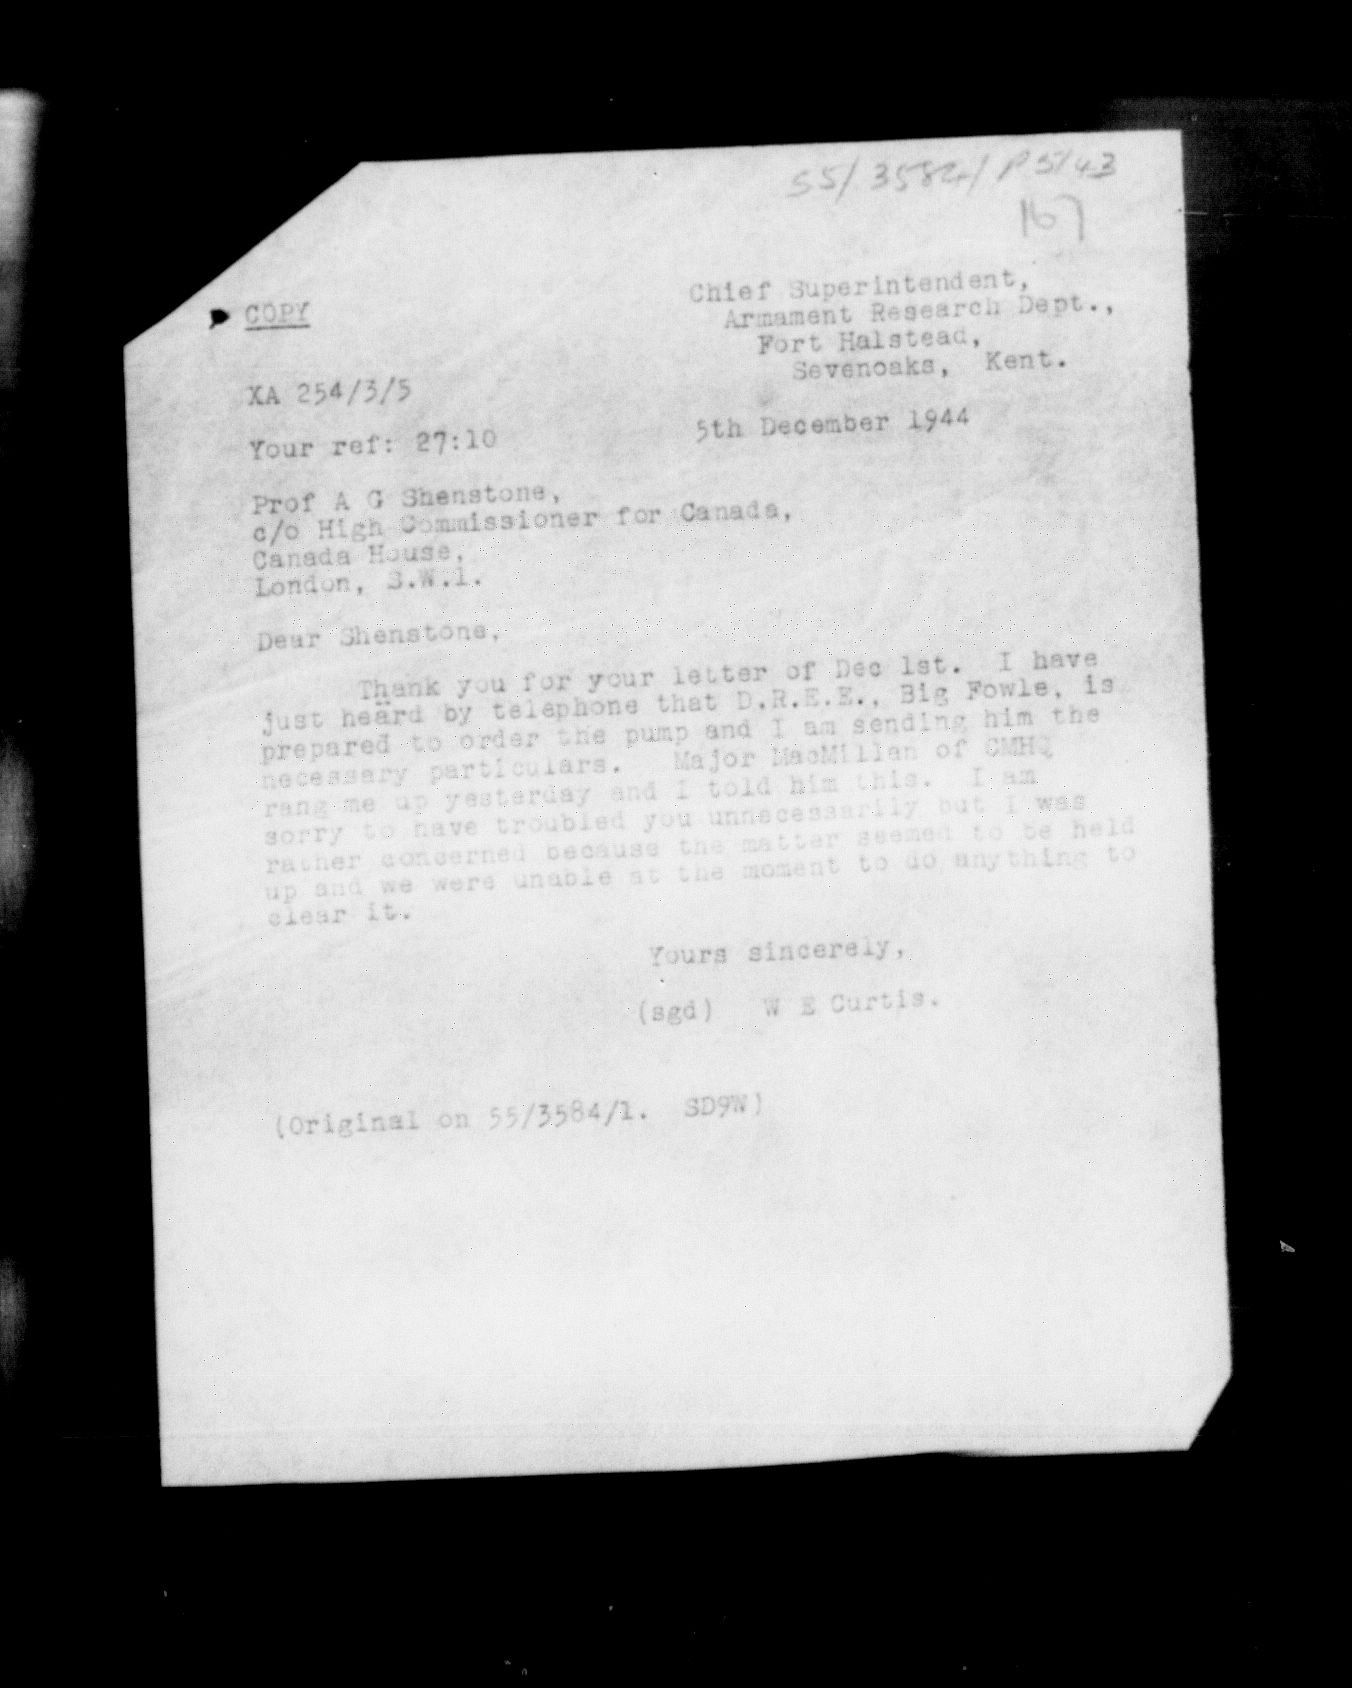 55/3584/P5/43
167
COPY
Chief Superintendent,
Armament Research Dept.,
Fort Halstead,
Sevenoaks, Kent.
XA 254/3/5
Your ref: 27:10
5th December 1944
Prof A G Shenstone,
c/o High Commissioner for Canada,
Canada House,
London, S.W.1.
Dear Shenstone,
Thank you for your letter of Dec 1st. I have
just heard by telephone that D.R.E.E., Big Fowle, is
prepared to order the pump and I am sending him the
necessary particulars. Major MacMillan of CMHQ
rang me up yesterday and I told him this. I am
sorry to have troubled you unnecessarily but I was
rather concerned because the matter seemed to be held
up and we were unable at the moment to do anything to
clear it.
Yours sincerely,
(sgd) W E Curtis.
(Original on 55/3584/1. SD9W)